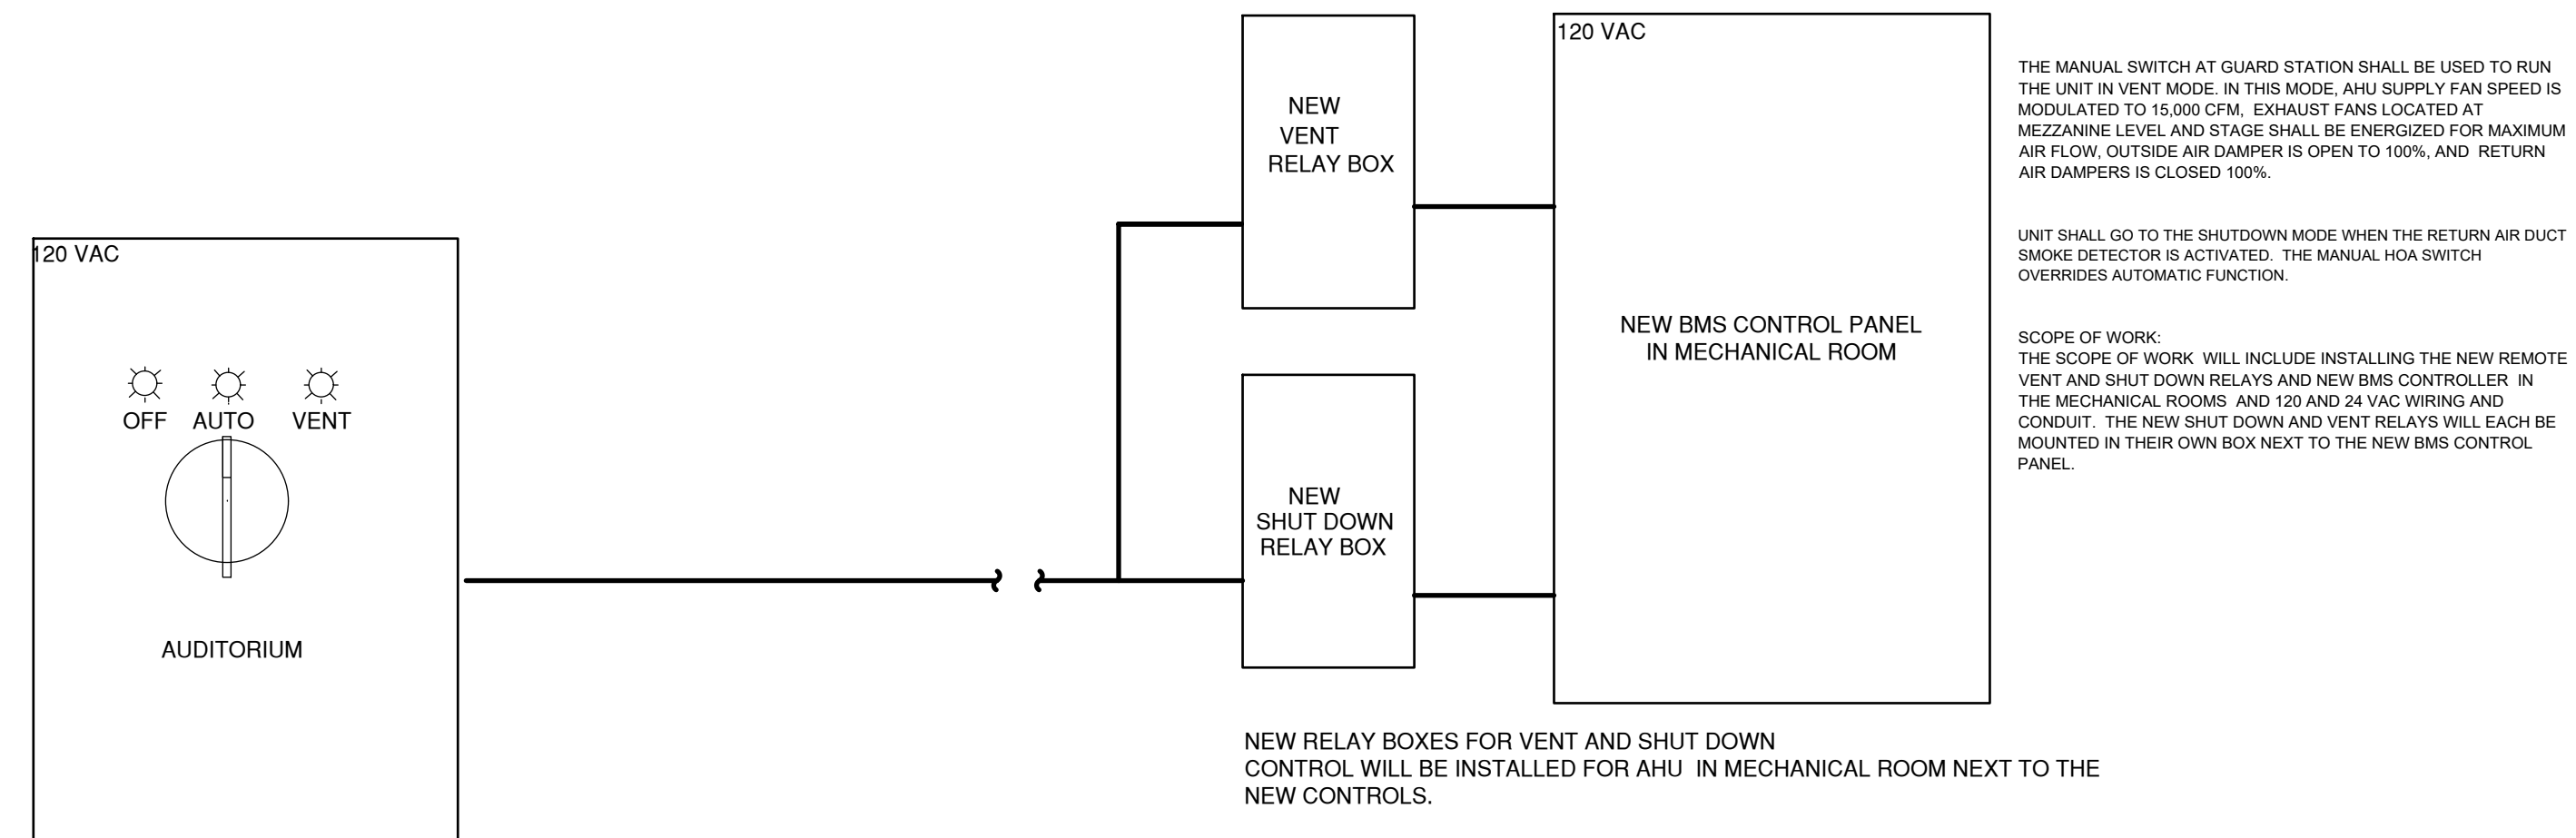 120 VAC
OFF AUTO VENT
AUDITORIUM
NEW
VENT
RELAY BOX
NEW
SHUT DOWN
RELAY BOX
120 VAC
NEW BMS CONTROL PANEL
IN MECHANICAL ROOM
NEW RELAY BOXES FOR VENT AND SHUT DOWN
CONTROL WILL BE INSTALLED FOR AHU IN MECHANICAL ROOM NEXT TO THE
NEW CONTROLS.
THE MANUAL SWITCH AT GUARD STATION SHALL BE USED TO RUN
THE UNIT IN VENT MODE. IN THIS MODE, AHU SUPPLY FAN SPEED IS
MODULATED TO 15,000 CFM, EXHAUST FANS LOCATED AT
MEZZANINE LEVEL AND STAGE SHALL BE ENERGIZED FOR MAXIMUM
AIR FLOW, OUTSIDE AIR DAMPER IS OPEN TO 100%, AND RETURN
AIR DAMPERS IS CLOSED 100%.
UNIT SHALL GO TO THE SHUTDOWN MODE WHEN THE RETURN AIR DUCT
SMOKE DETECTOR IS ACTIVATED. THE MANUAL HOA SWITCH
OVERRIDES AUTOMATIC FUNCTION.
SCOPE OF WORK:
THE SCOPE OF WORK WILL INCLUDE INSTALLING THE NEW REMOTE
VENT AND SHUT DOWN RELAYS AND NEW BMS CONTROLLER IN
THE MECHANICAL ROOMS AND 120 AND 24 VAC WIRING AND
CONDUIT. THE NEW SHUT DOWN AND VENT RELAYS WILL EACH BE
MOUNTED IN THEIR OWN BOX NEXT TO THE NEW BMS CONTROL
PANEL.